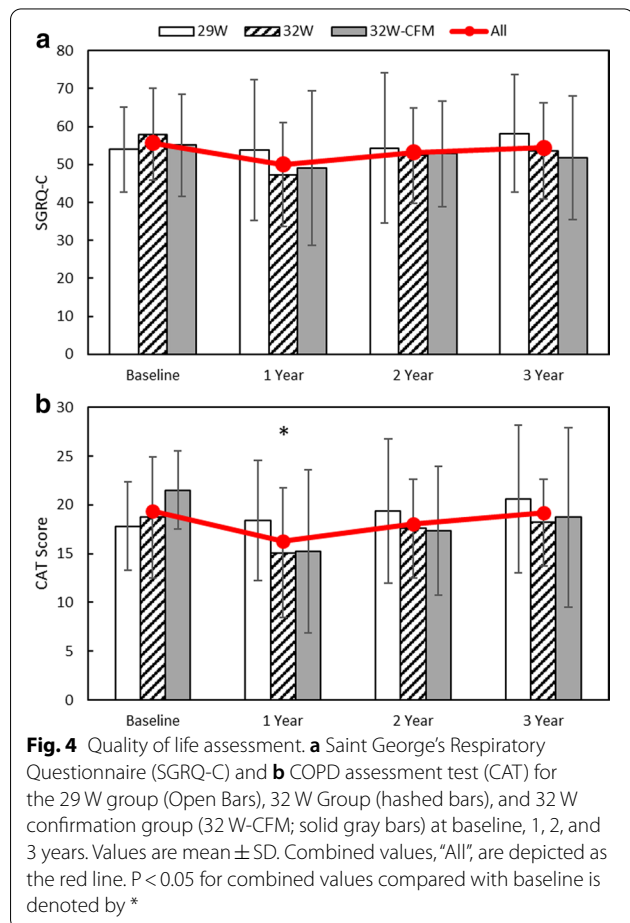 29W 32W 32W-CFM All
a
80
70
60
50
40
30
20
10
0
SGRQ-C
Baseline 1 Year 2 Year 3 Year
b
30
25
20
15
10
5
0
CAT Score
*
Baseline 1 Year 2 Year 3 Year
Fig. 4 Quality of life assessment. a Saint George's Respiratory
Questionnaire (SGRQ-C) and b COPD assessment test (CAT) for
the 29 W group (Open Bars), 32 W Group (hashed bars), and 32 W
confirmation group (32 W-CFM; solid gray bars) at baseline, 1, 2, and
3 years. Values are mean ± SD. Combined values, “All”, are depicted as
the red line. P < 0.05 for combined values compared with baseline is
denoted by *